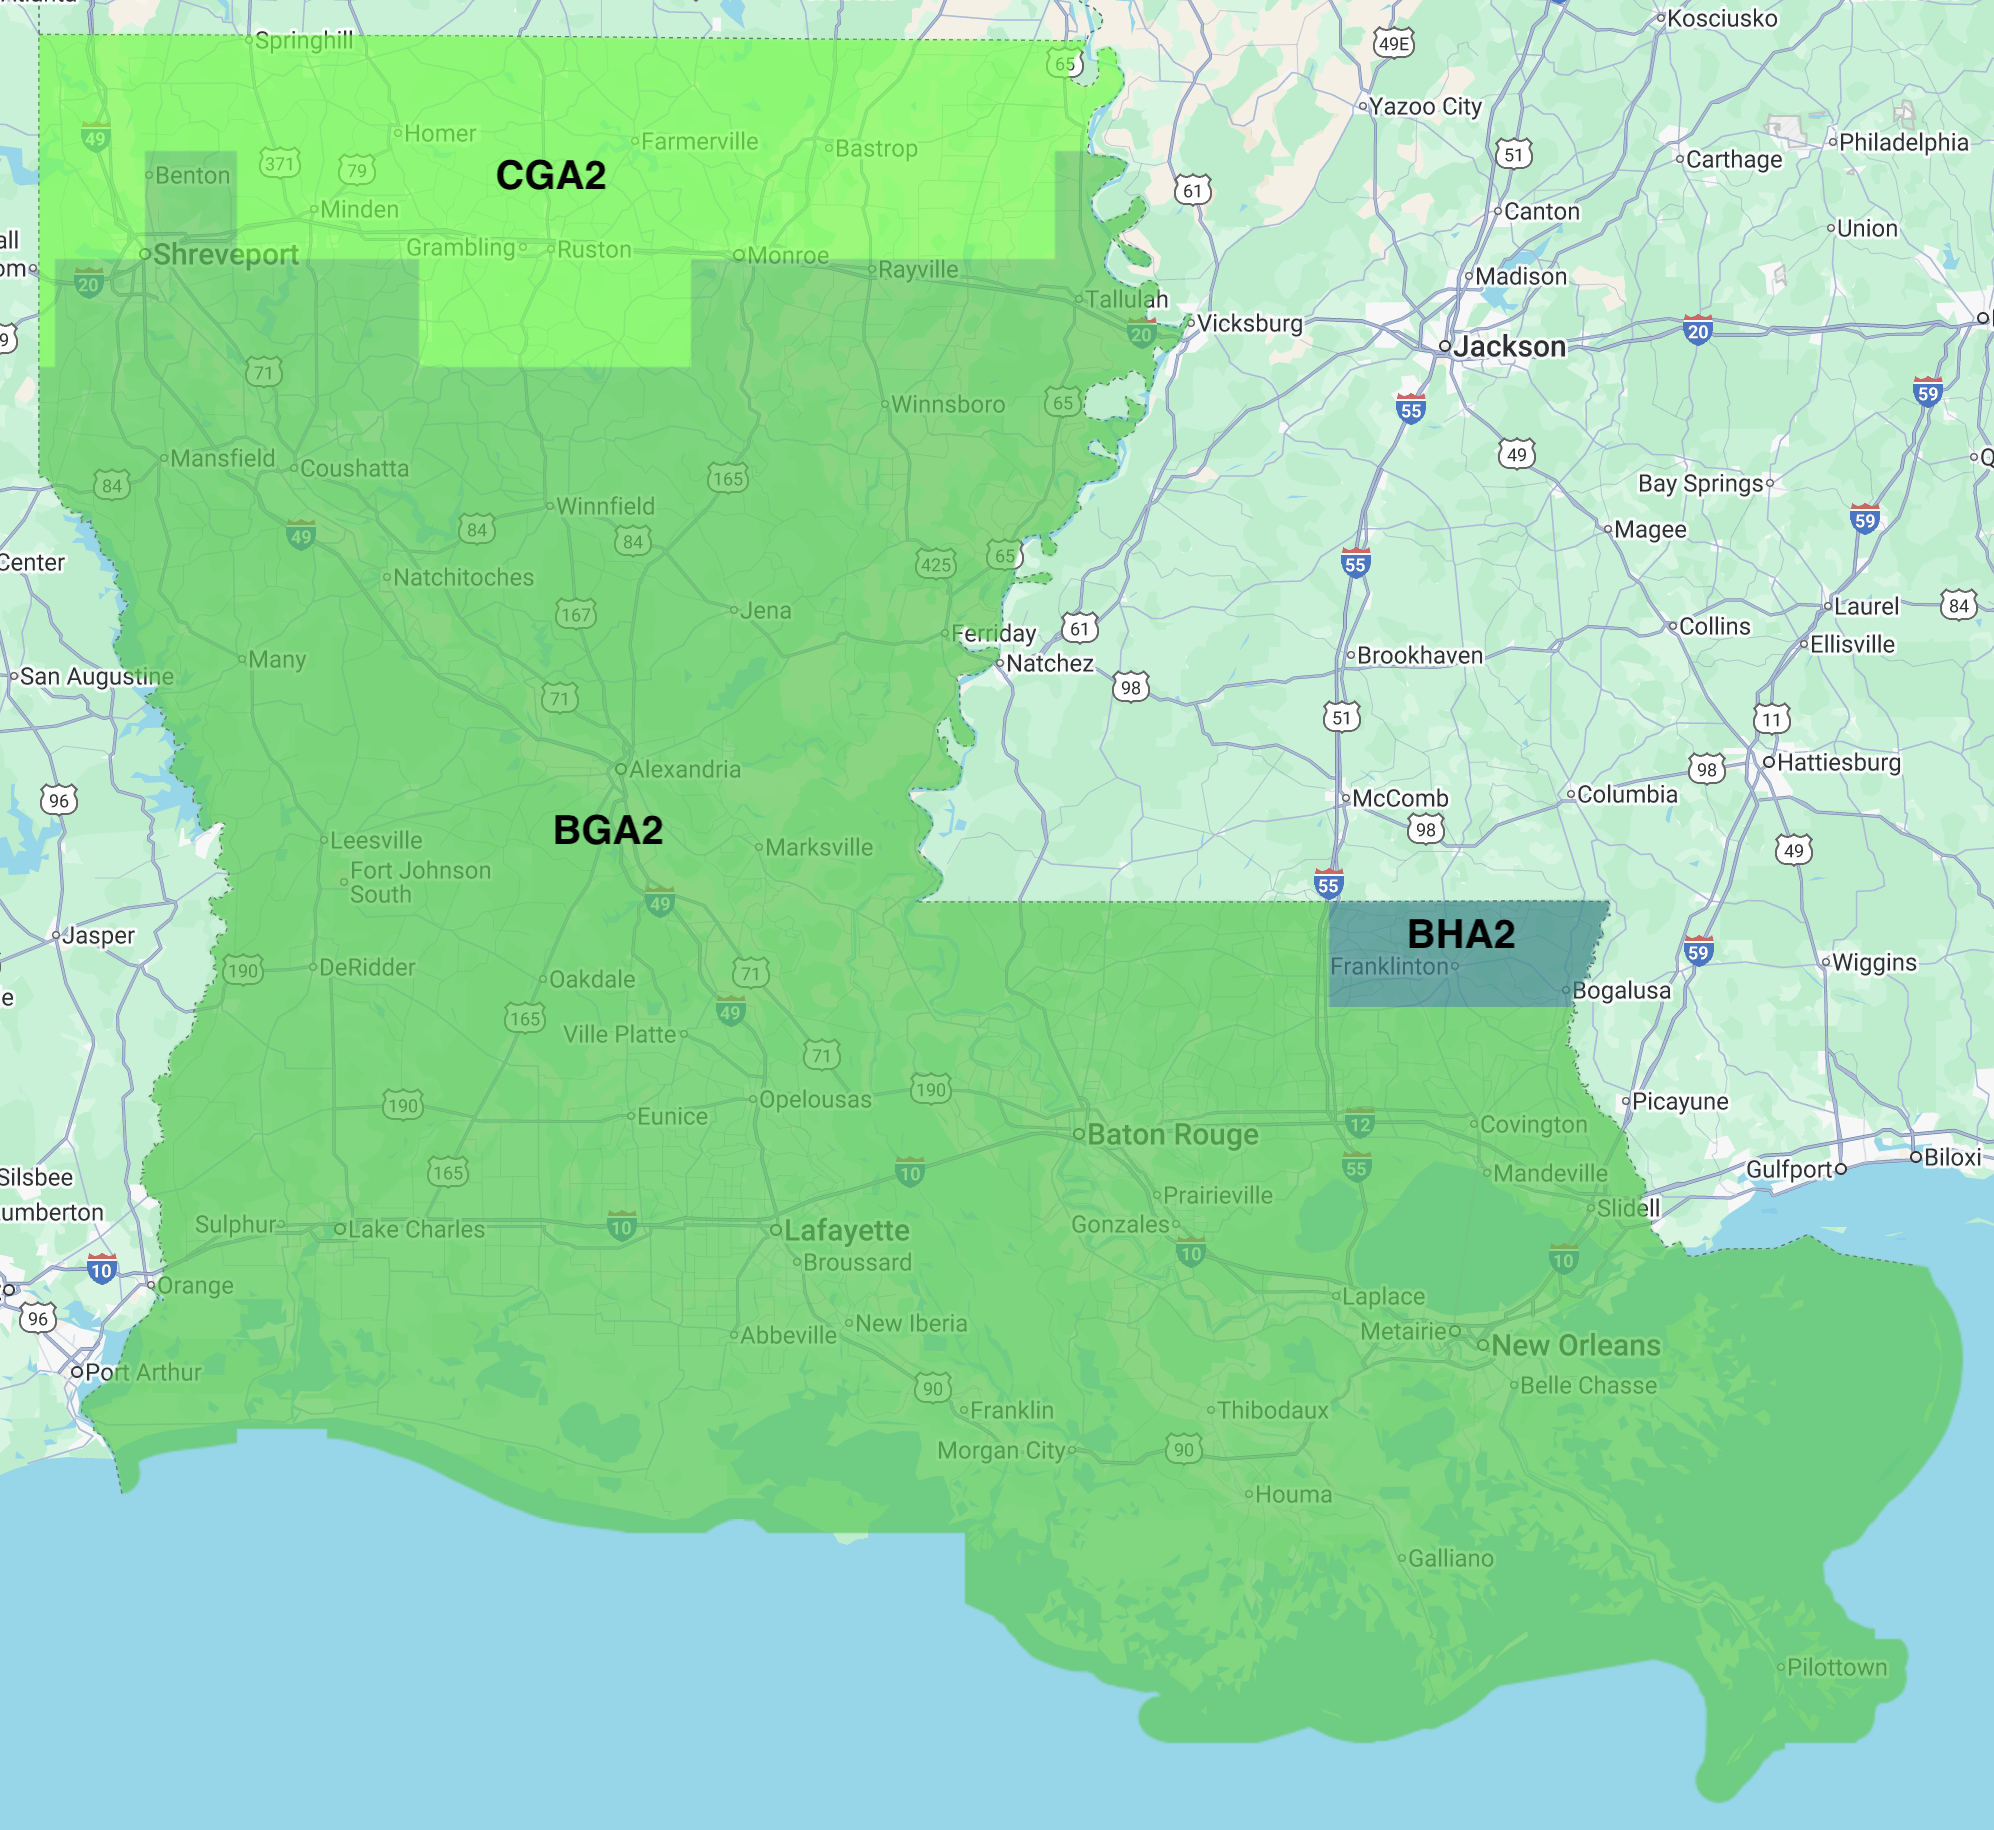 Kosciusko
Springhill
49E
65
Yazoo City
Philadelphia
49
Homer
Farmerville
Bastrop
51
Carthage
371
79
CGA2
Benton
61
Minden
Canton
Union
Shreveport
Grambling
Ruston
Monroe
Rayville
Madison
20
Tallulah
Vicksburg
20
20
Jackson
71
59
55
Winnsboro
65
49
Mansfield
Coushatta
165
84
Bay Springs
Winnfield
59
Magee
84
49
84
Center
425
65
55
Natchitoches
167
Jena
Laurel
84
Ferriday
61
Collins
Ellisville
Many
Natchez
Brookhaven
San Augustine
98
71
51
11
Alexandria
98
Hattiesburg
96
McComb
Columbia
BGA2
98
Leesville
Marksville
49
Fort Johnson
South
55
49
Jasper
BHA2
59
190
DeRidder
71
Franklinton
Wiggins
Oakdale
Bogalusa
165
49
Ville Platte
71
190
190
Opelousas
Picayune
Eunice
12
Covington
Baton Rouge
165
10
55
Mandeville
Gulfport
Biloxi
Silsbee
Prairieville
Slidell
umberton
Sulphur
Lake Charles
10
Lafayette
Gonzales
10
10
10
Broussard
Orange
Laplace
96
New Iberia
Abbeville
Metairie
New Orleans
Port Arthur
90
Belle Chasse
Franklin
Thibodaux
Morgan City
90
Houma
Galliano
Pilottown